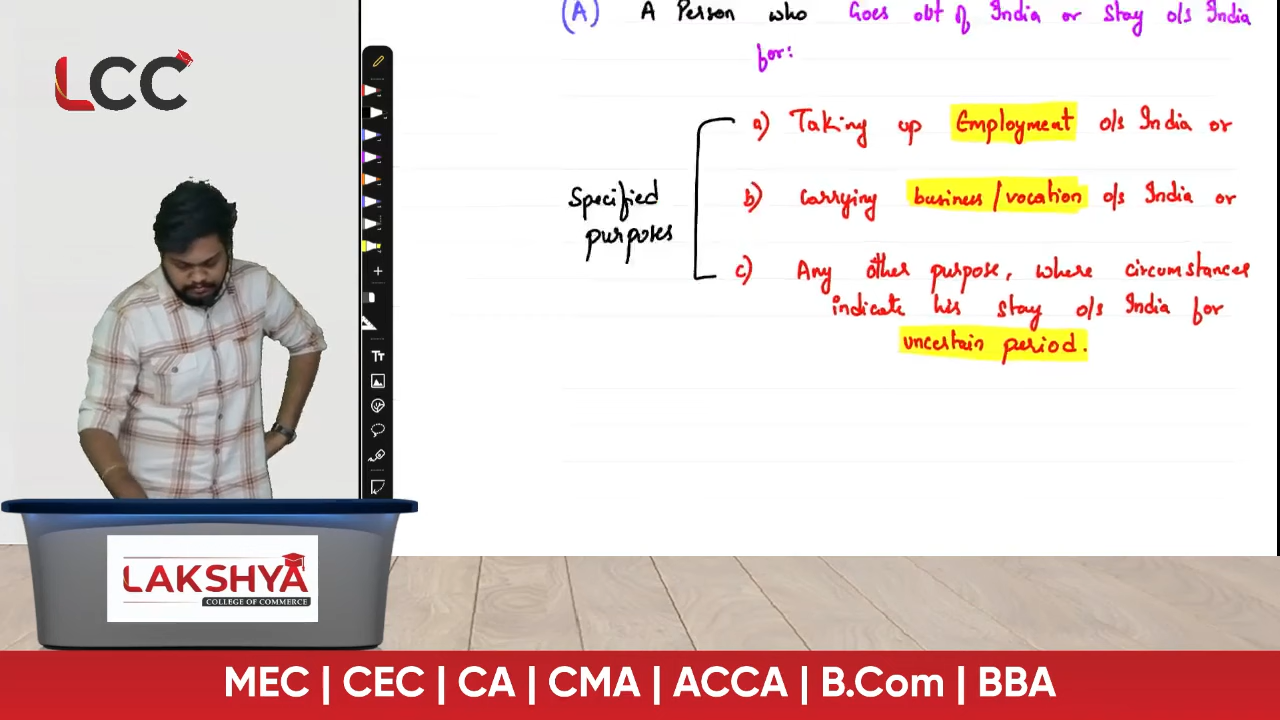 LCC
(A) A Person who Goes out of India or Stay o/s India
for:
Specified
purposes
a) Taking up Employment o/s India or
b) Carrying business/vocation o/s India or
c) Any other purpose, where circumstances
indicate his stay o/s India for
uncertain period.
TT
LAKSHYA
COLLEGE OF COMMERCE
MEC | CEC | CA | CMA | ACCA | B.Com | BBA